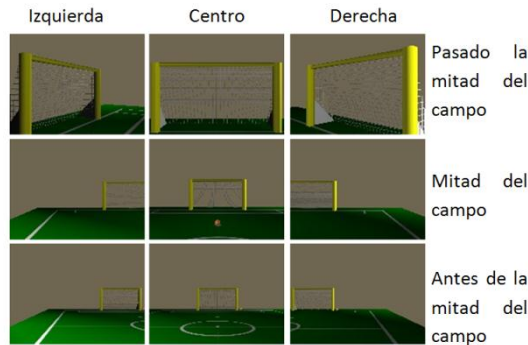 Izquierda Centro Derecha
Pasado la
mitad del
campo
Mitad del
campo
Antes de la
mitad del
campo